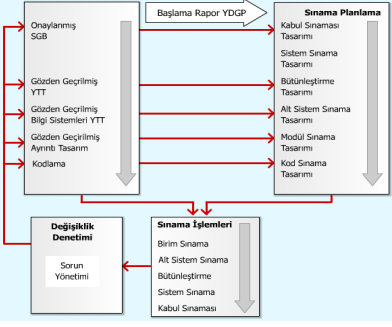 Başlama Rapor YDGP
Onaylanmış
SGB
Gözden Geçrilmiş
YTT
Gözden Geçrilmiş
Bilgi Sistemleri YTT
Gözden Geçirilmiş
Ayrıntı Tasarım
Kodlama
Sınama Planlama
Kabul Sınaması
Tasarımı
Sistem Sınama
Tasarımı
Bütünleştirme
Tasarımı
Alt Sistem Sınama
Tasarımı
Modül Sınama
Tasarımı
Kod Sınama
Tasarımı
Değişiklik
Denetimi
Sorun
Yönetimi
Sınama İşlemleri
Birim Sınama
Alt Sistem Sınama
Bütünleştirme
Sistem Sınama
Kabul Sınaması